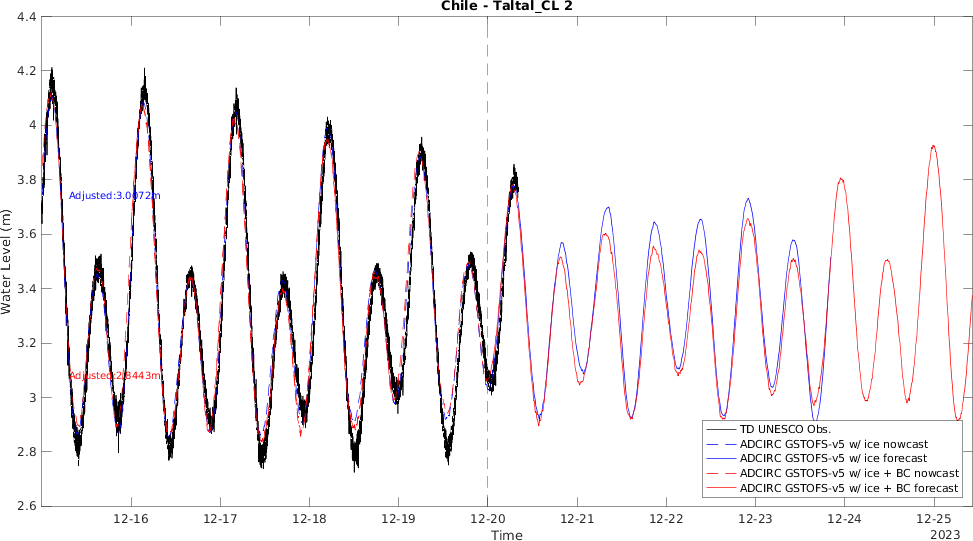 Chile - Taltal_CL 2
4.4
4.2
4
3.8
3.6
3.4
3.2
3
2.8
2.6
Water Level (m)
Adjusted:3.0072m
Adjusted:2.8443m
TD UNESCO Obs.
ADCIRC GSTOFS-v5 w/ ice nowcast
ADCIRC GSTOFS-v5 w/ ice forecast
ADCIRC GSTOFS-v5 w/ ice + BC nowcast
ADCIRC GSTOFS-v5 w/ ice + BC forecast
12-16 12-17 12-18 12-19 12-20 12-21 12-22 12-23 12-24 12-25
Time
2023